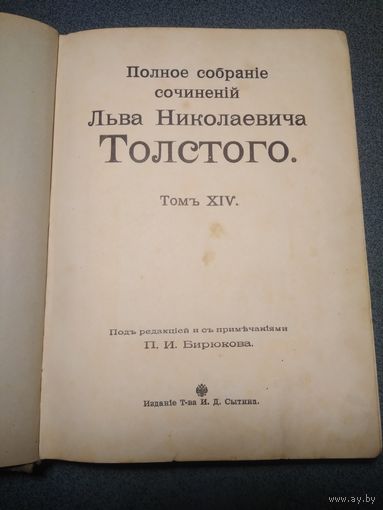 Полное собраніе
сочиненій
Льва Николаевича
Толстого.
Томъ XIV.
Подъ редакціей и съ примѣчаніями
П. И. Бирюкова.
Изданіе Т-ва И. Д. Сытина.
www.ay.by